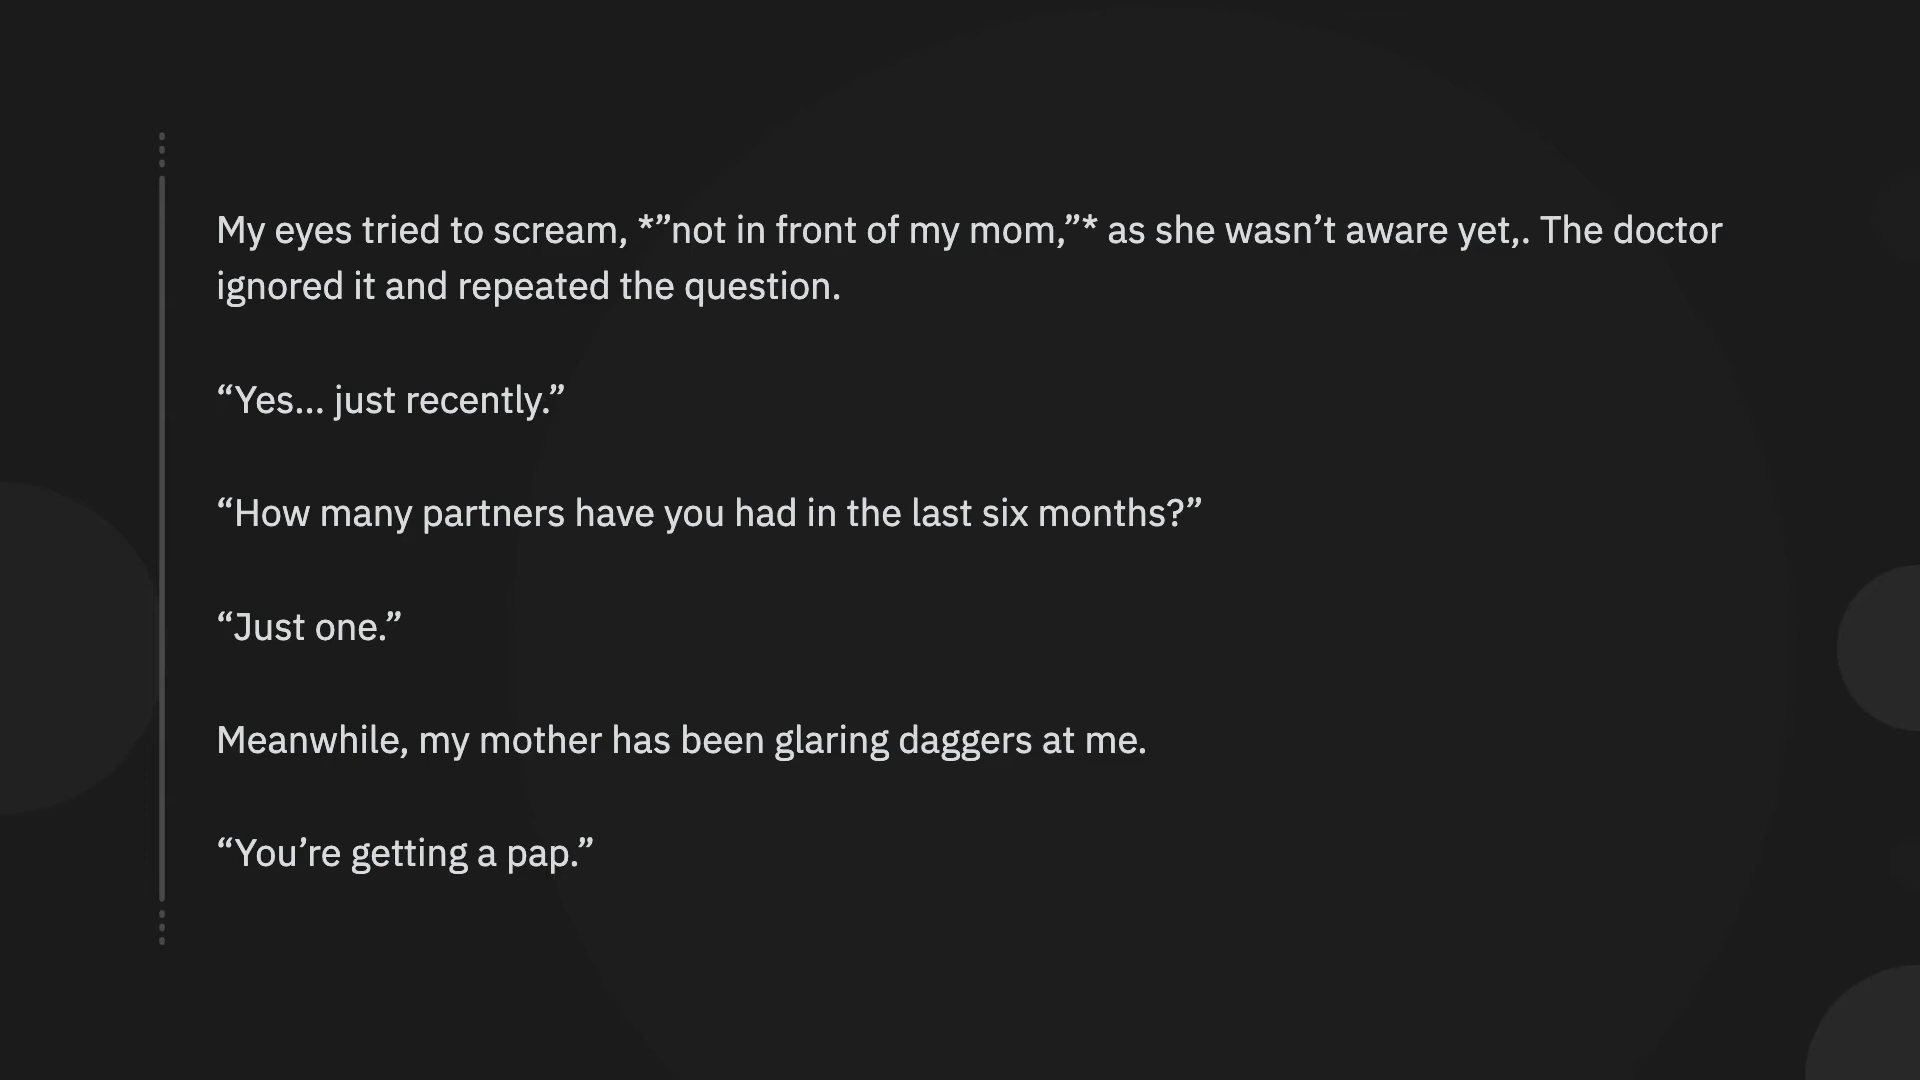 My eyes tried to scream, *”not in front of my mom,”* as she wasn’t aware yet,. The doctor
ignored it and repeated the question.
“Yes... just recently.”
“How many partners have you had in the last six months?”
“Just one.”
Meanwhile, my mother has been glaring daggers at me.
“You’re getting a pap.”